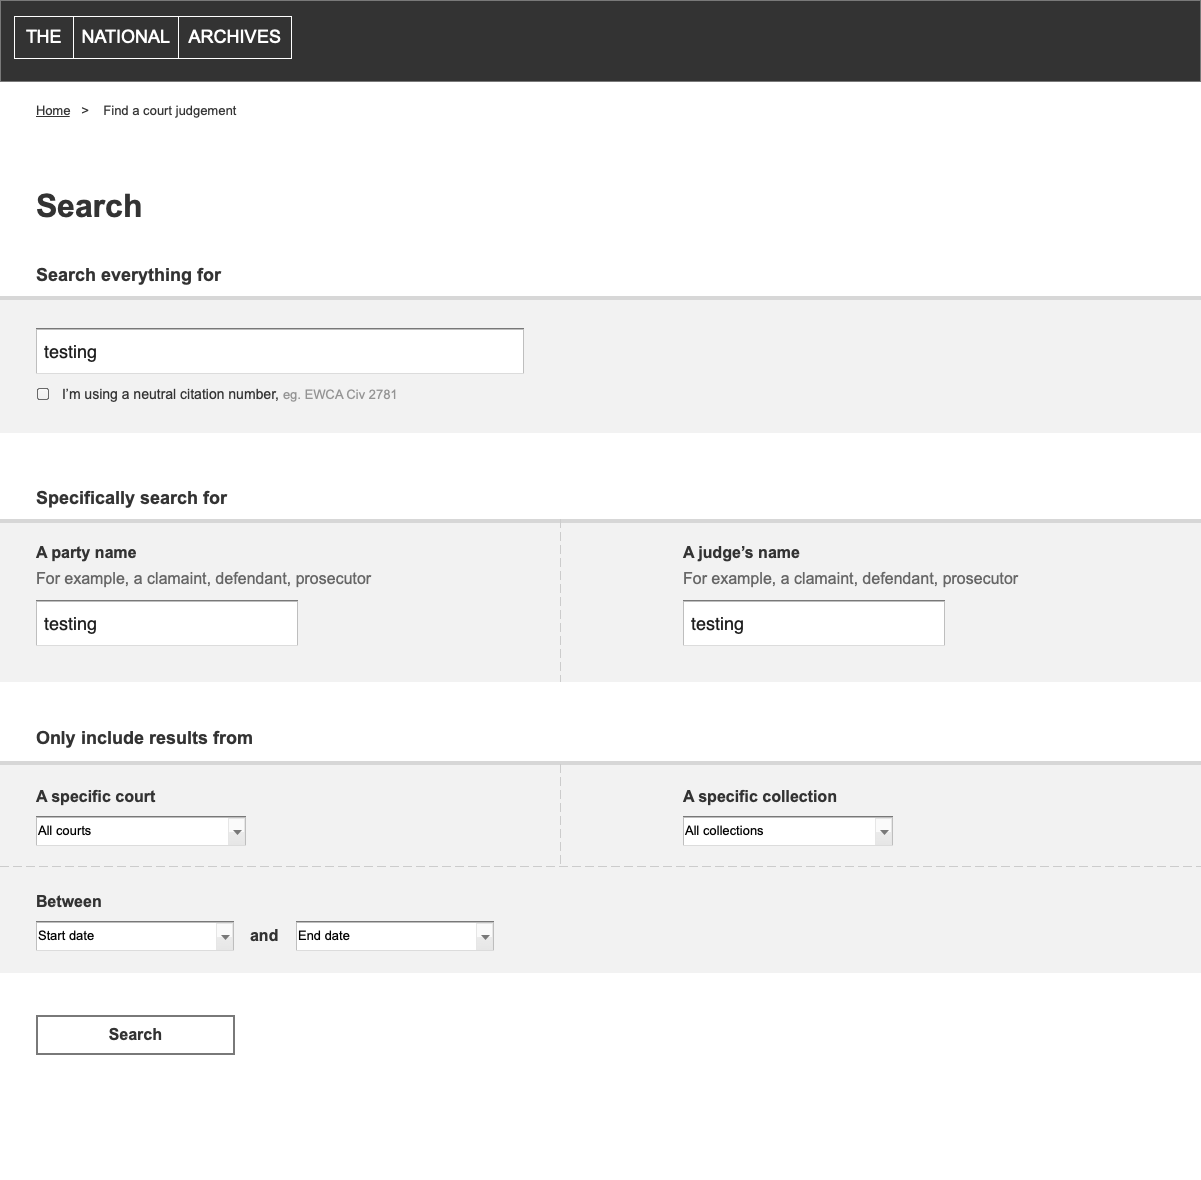 THE NATIONAL ARCHIVES
Home > Find a court judgement
Search
Search everything for
testing
I’m using a neutral citation number, eg. EWCA Civ 2781
Specifically search for
A party name
For example, a clamaint, defendant, prosecutor
testing
A judge’s name
For example, a clamaint, defendant, prosecutor
testing
Only include results from
A specific court
All courts
A specific collection
All collections
Between
Start date and End date
Search